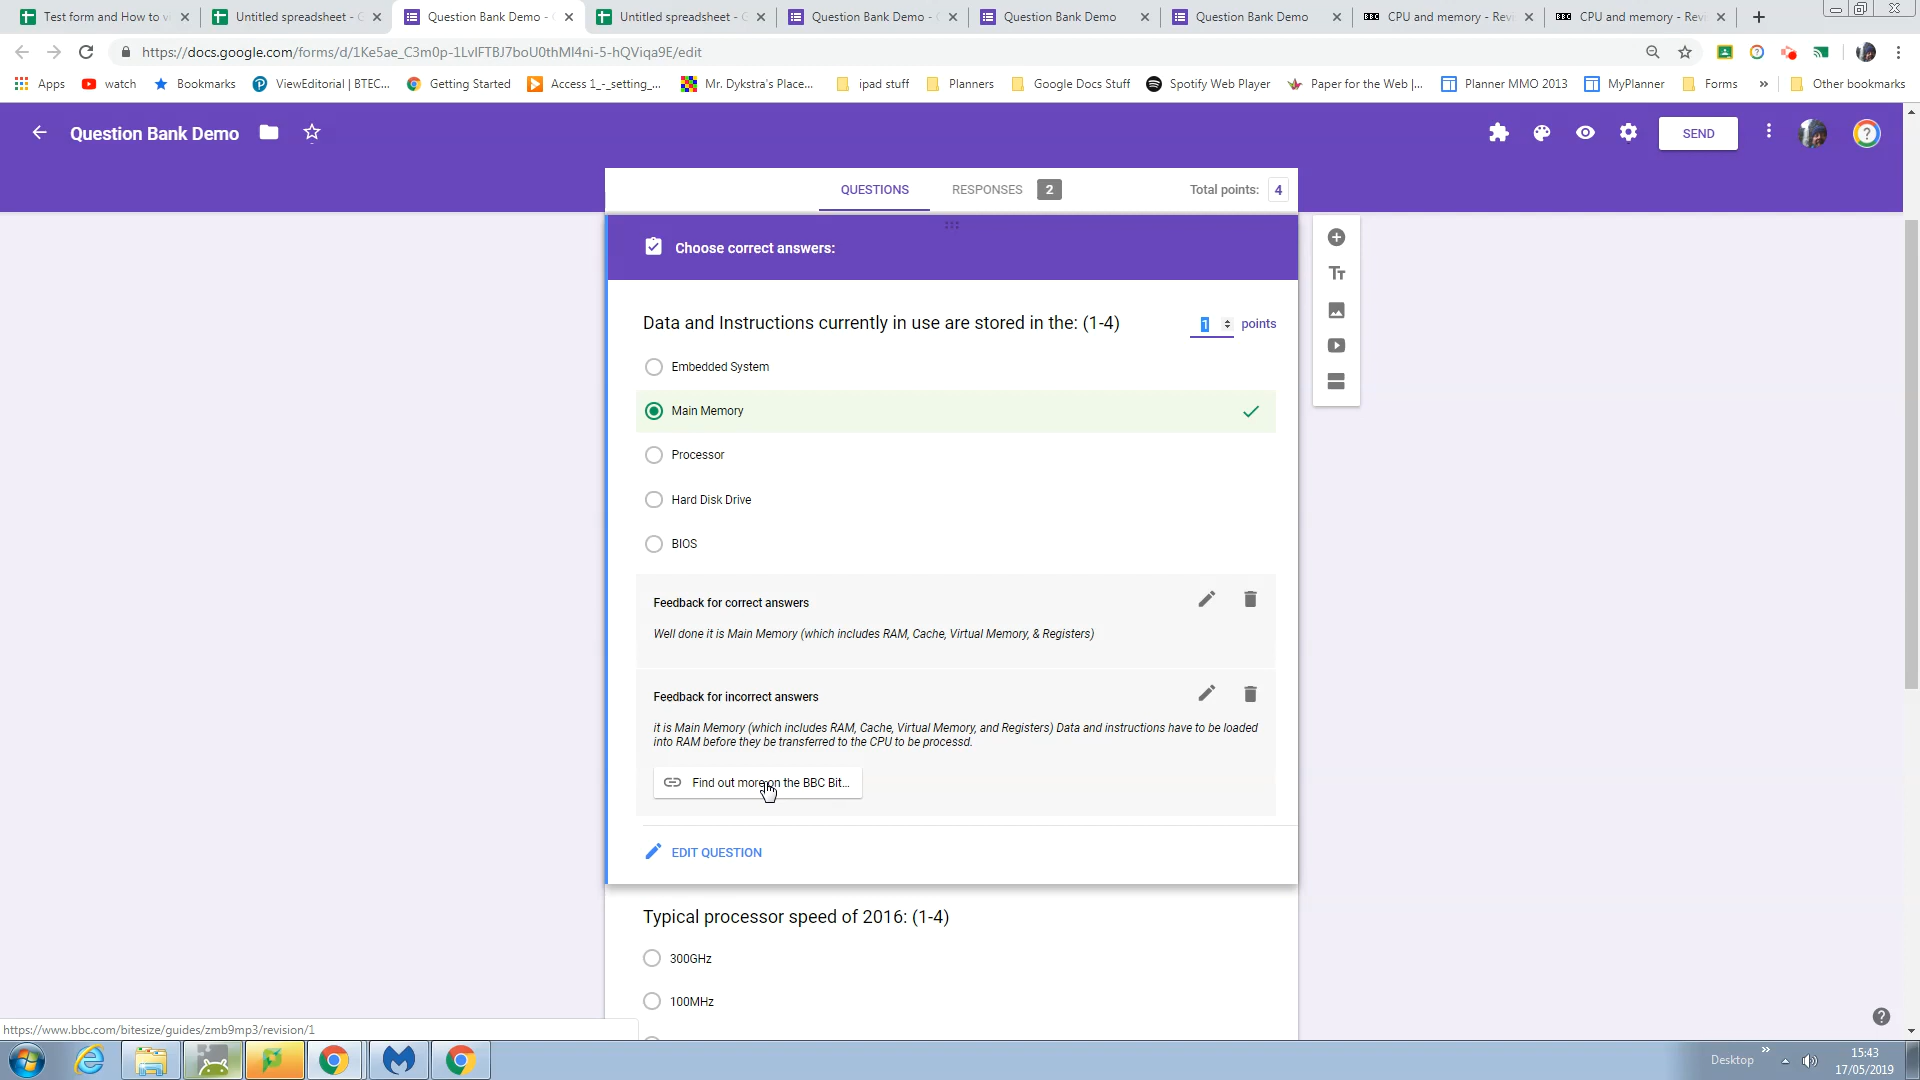 Test form and How to v
Untitled spreadsheet - G
Question Bank Demo -
Untitled spreadsheet - G
Question Bank Demo -
Question Bank Demo
Question Bank Demo
BBC CPU and memory - Revi
BBC CPU and memory - Revi
https://docs.google.com/forms/d/1Ke5ae_C3m0p-1LvlFTBJ7boU0thMI4ni-5-hQViqa9E/edit
Apps
watch
Bookmarks
ViewEditorial | BTEC...
Getting Started
Access 1_-_setting_...
Mr. Dykstra's Place...
ipad stuff
Planners
Google Docs Stuff
Spotify Web Player
Paper for the Web |...
Planner MMO 2013
MyPlanner
Forms
»
Other bookmarks
Question Bank Demo
SEND
QUESTIONS
RESPONSES 2
Total points: 4
Choose correct answers:
Data and Instructions currently in use are stored in the: (1-4)
1 points
Embedded System
Main Memory
Processor
Hard Disk Drive
BIOS
Feedback for correct answers
Well done it is Main Memory (which includes RAM, Cache, Virtual Memory, & Registers)
Feedback for incorrect answers
it is Main Memory (which includes RAM, Cache, Virtual Memory, and Registers) Data and instructions have to be loaded
into RAM before they be transferred to the CPU to be processd.
Find out more on the BBC Bit...
EDIT QUESTION
Typical processor speed of 2016: (1-4)
300GHz
100MHz
https://www.bbc.com/bitesize/guides/zmb9mp3/revision/1
Desktop
»
15:43
17/05/2019